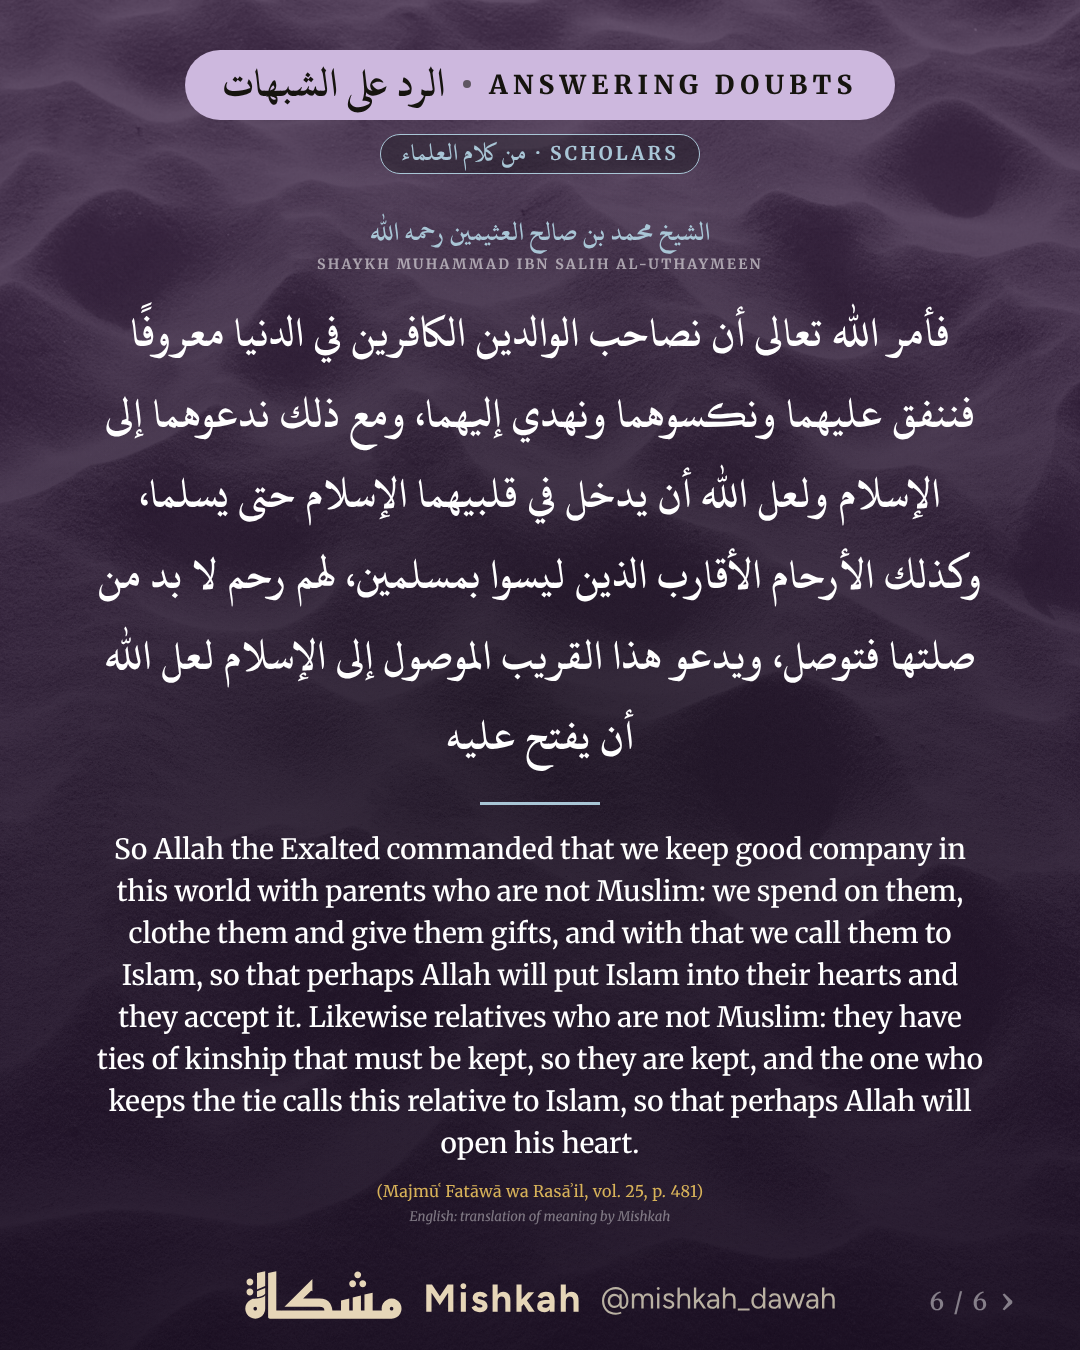 الرد على الشبهات • ANSWERING DOUBTS
من كلام العلماء · SCHOLARS
الشيخ محمد بن صالح العثيمين رحمه الله
SHAYKH MUHAMMAD IBN SALIH AL-UTHAYMEEN
فأمر الله تعالى أن نصاحب الوالدين الكافرين في الدنيا معروفًا
فننفق عليهما ونكسوهما ونهدي إليهما، ومع ذلك ندعوهما إلى
الإسلام ولعل الله أن يدخل في قلبيهما الإسلام حتى يسلما،
وكذلك الأرحام الأقارب الذين ليسوا بمسلمين، لهم رحم لا بد من
صلتها فتوصل، ويدعو هذا القريب الموصول إلى الإسلام لعل الله
أن يفتح عليه
So Allah the Exalted commanded that we keep good company in
this world with parents who are not Muslim: we spend on them,
clothe them and give them gifts, and with that we call them to
Islam, so that perhaps Allah will put Islam into their hearts and
they accept it. Likewise relatives who are not Muslim: they have
ties of kinship that must be kept, so they are kept, and the one who
keeps the tie calls this relative to Islam, so that perhaps Allah will
open his heart.
(Majmūʿ Fatāwā wa Rasāʾil, vol. 25, p. 481)
English: translation of meaning by Mishkah
مشكاة Mishkah @mishkah_dawah
6 / 6 ›